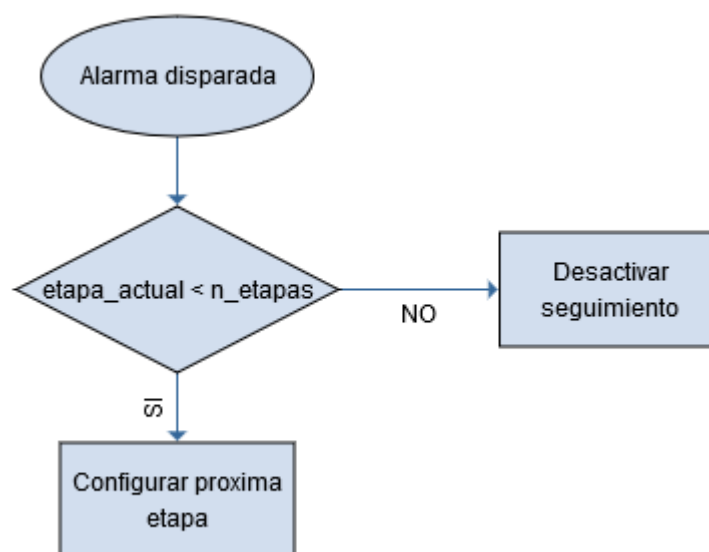 Alarma disparada
etapa_actual < n_etapas
NO
Desactivar
seguimiento
SI
Configurar proxima
etapa